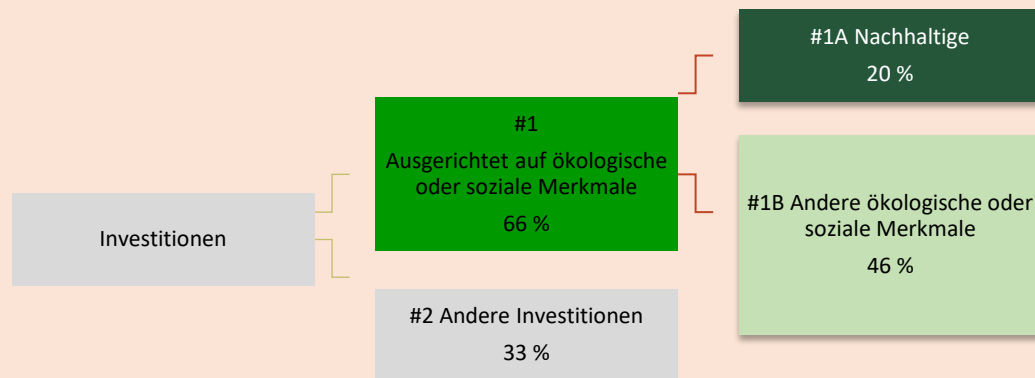 Investitionen
#1
Ausgerichtet auf ökologische
oder soziale Merkmale
66 %
#2 Andere Investitionen
33 %
#1A Nachhaltige
20 %
#1B Andere ökologische oder
soziale Merkmale
46 %